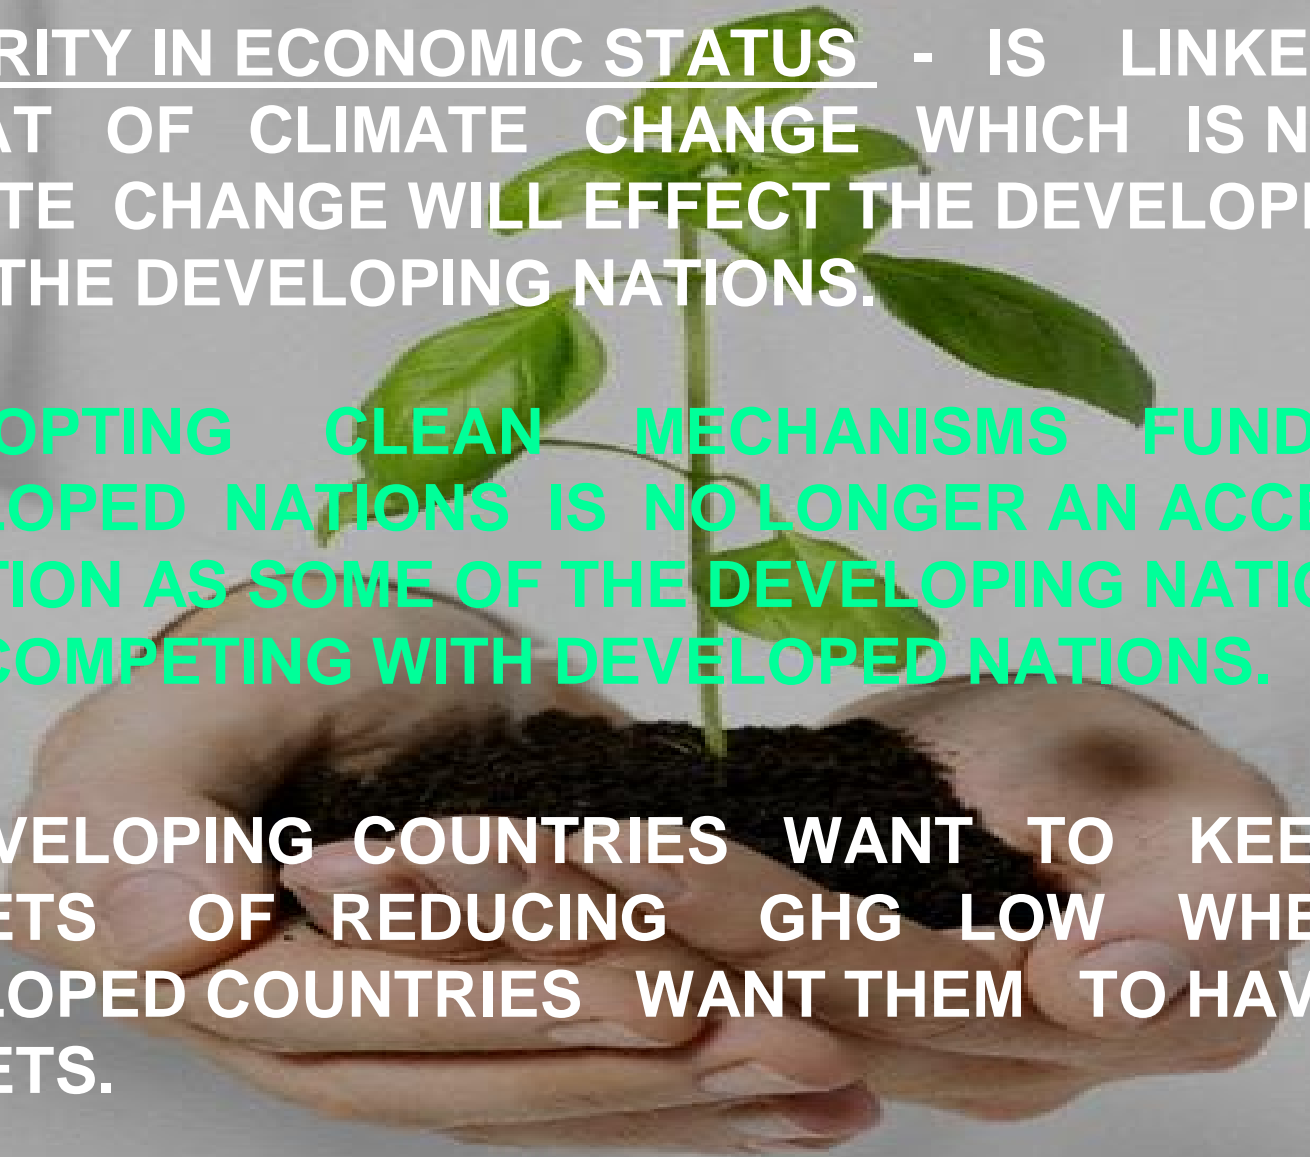 RITY IN ECONOMIC STATUS - IS LINKE
AT OF CLIMATE CHANGE WHICH IS N
TE CHANGE WILL EFFECT THE DEVELOP
THE DEVELOPING NATIONS.
OPTING CLEAN MECHANISMS FUND
LOPED NATIONS IS NO LONGER AN ACC
TION AS SOME OF THE DEVELOPING NATIO
COMPETING WITH DEVELOPED NATIONS.
VELOPING COUNTRIES WANT TO KEE
ETS OF REDUCING GHG LOW WHE
LOPED COUNTRIES WANT THEM TO HAV
ETS.